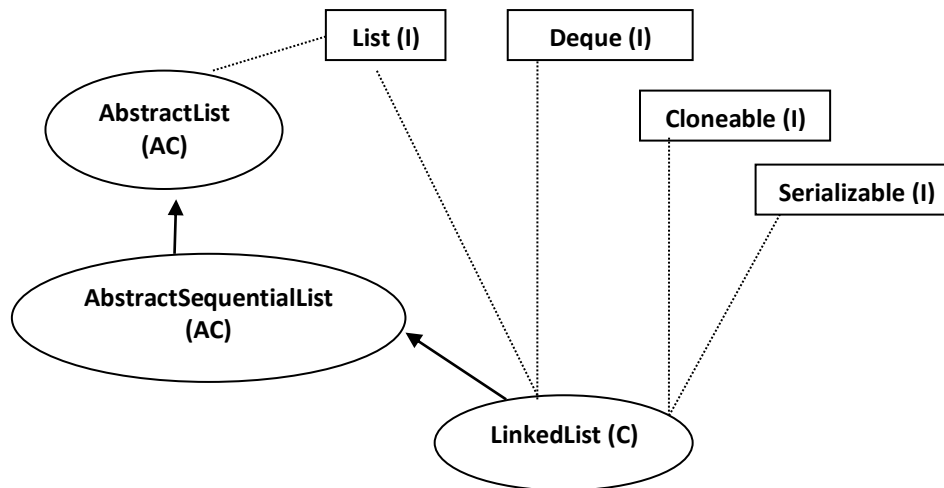 List (I)
Deque (I)
AbstractList
(AC)
Cloneable (I)
Serializable (I)
AbstractSequentialList
(AC)
LinkedList (C)